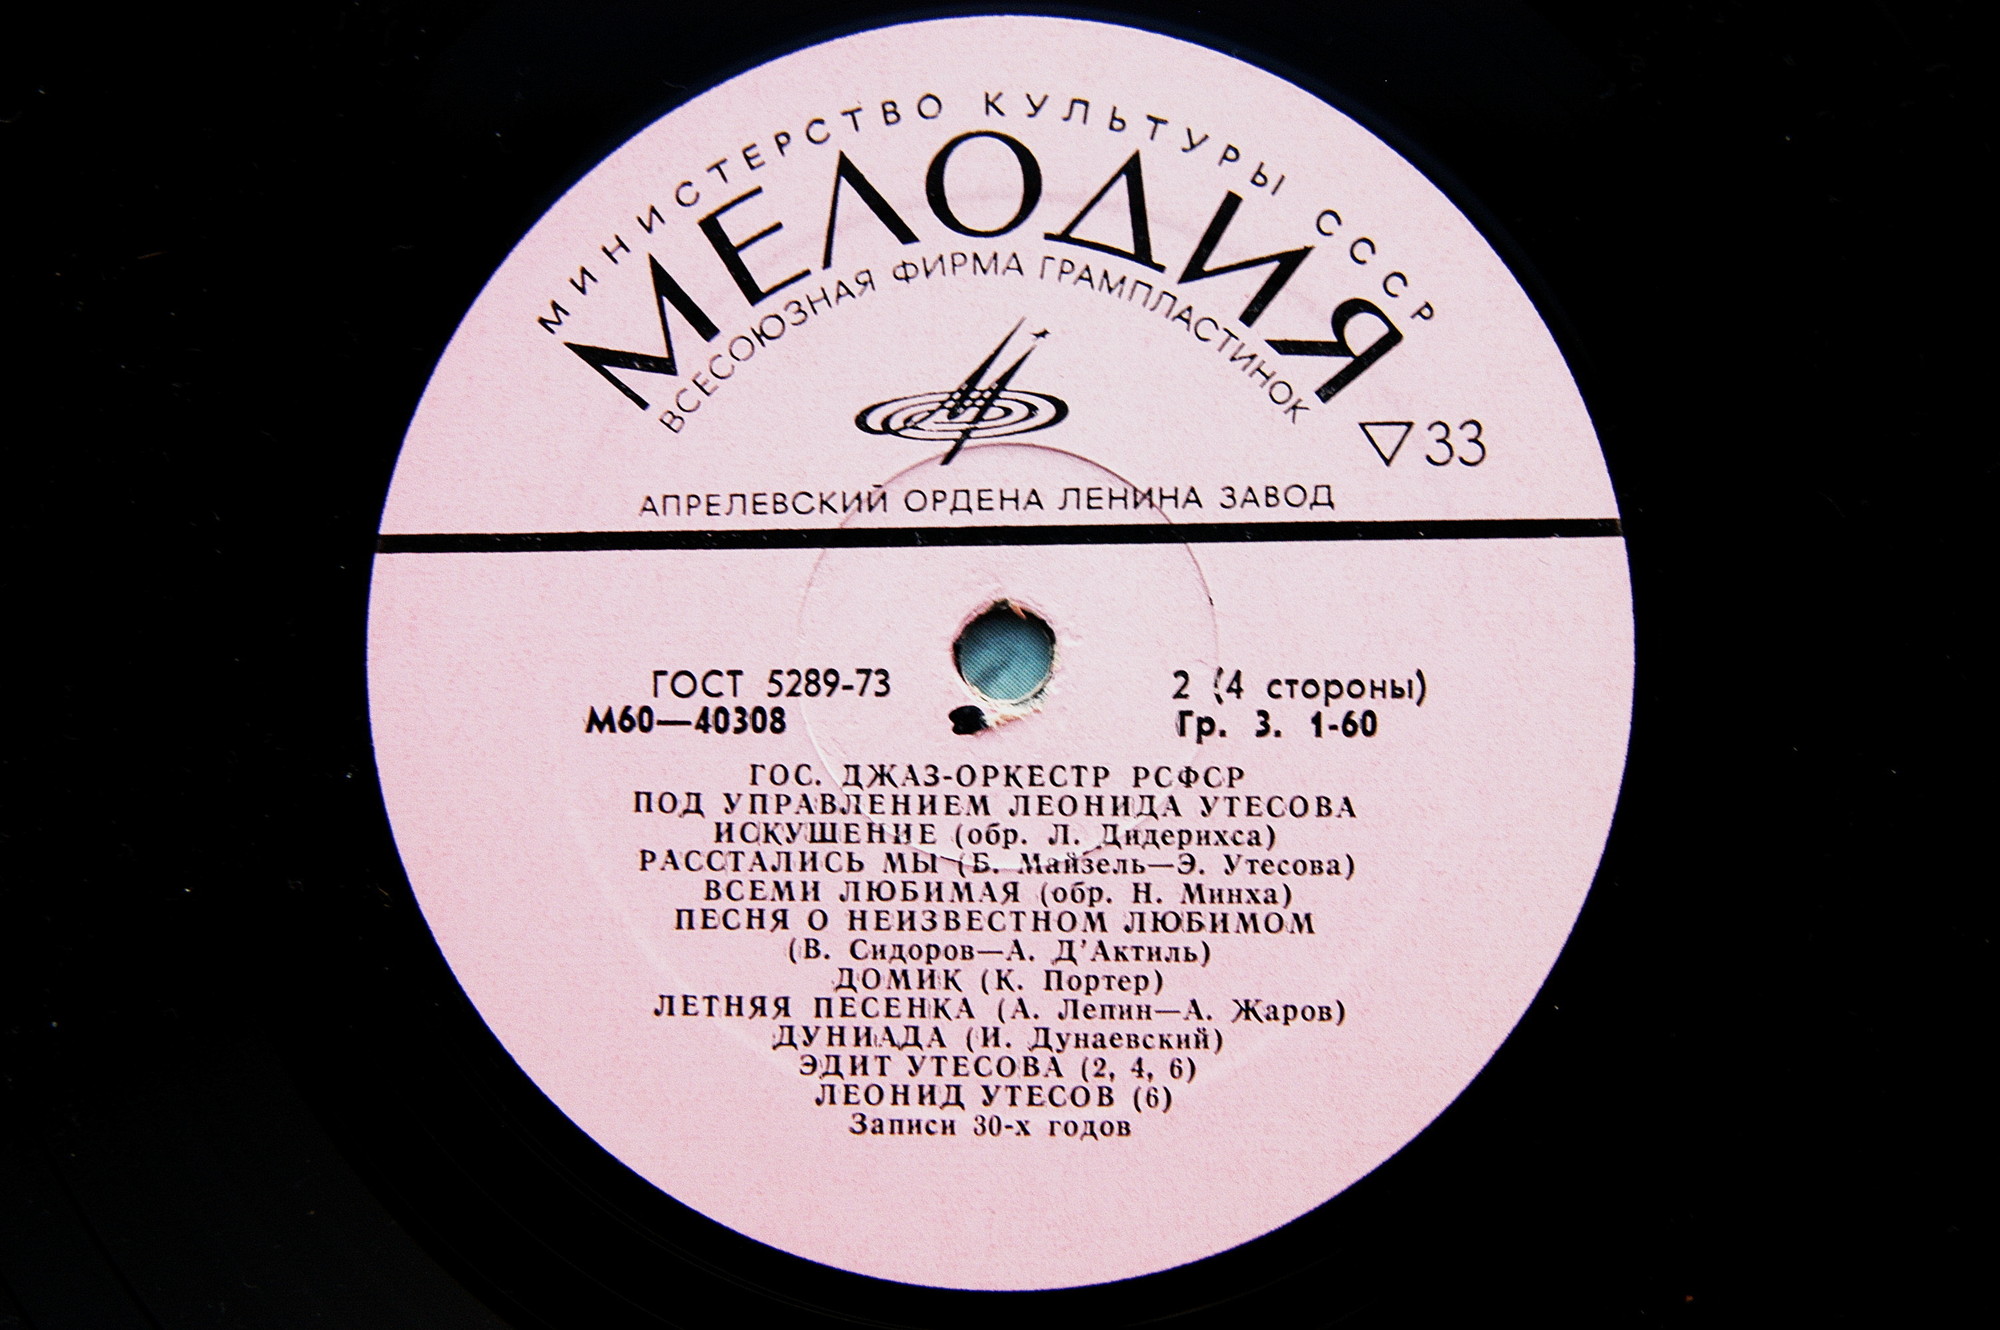 МИНИСТЕРСТВО КУЛЬТУРЫ СССР
МЕЛОДИЯ
ВСЕСОЮЗНАЯ ФИРМА ГРАМПЛАСТИНОК
33
АПРЕЛЕВСКИЙ ОРДЕНА ЛЕНИНА ЗАВОД
ГОСТ 5289-73 2 (4 стороны)
М60—40308 Гр. 3. 1-60
ГОС. ДЖАЗ-ОРКЕСТР РСФСР
ПОД УПРАВЛЕНИЕМ ЛЕОНИДА УТЕСОВА
ИСКУШЕНИЕ (обр. Л. Дидерихса)
РАССТАЛИСЬ МЫ (Б. Майзель—Э. Утесова)
ВСЕМИ ЛЮБИМАЯ (обр. Н. Минха)
ПЕСНЯ О НЕИЗВЕСТНОМ ЛЮБИМОМ
(В. Сидоров—А. Д'Актиль)
ДОМИК (К. Портер)
ЛЕТНЯЯ ПЕСЕНКА (А. Лепин—А. Жаров)
ДУНИАДА (И. Дунаевский)
ЭДИТ УТЕСОВА (2, 4, 6)
ЛЕОНИД УТЕСОВ (6)
Записи 30-х годов